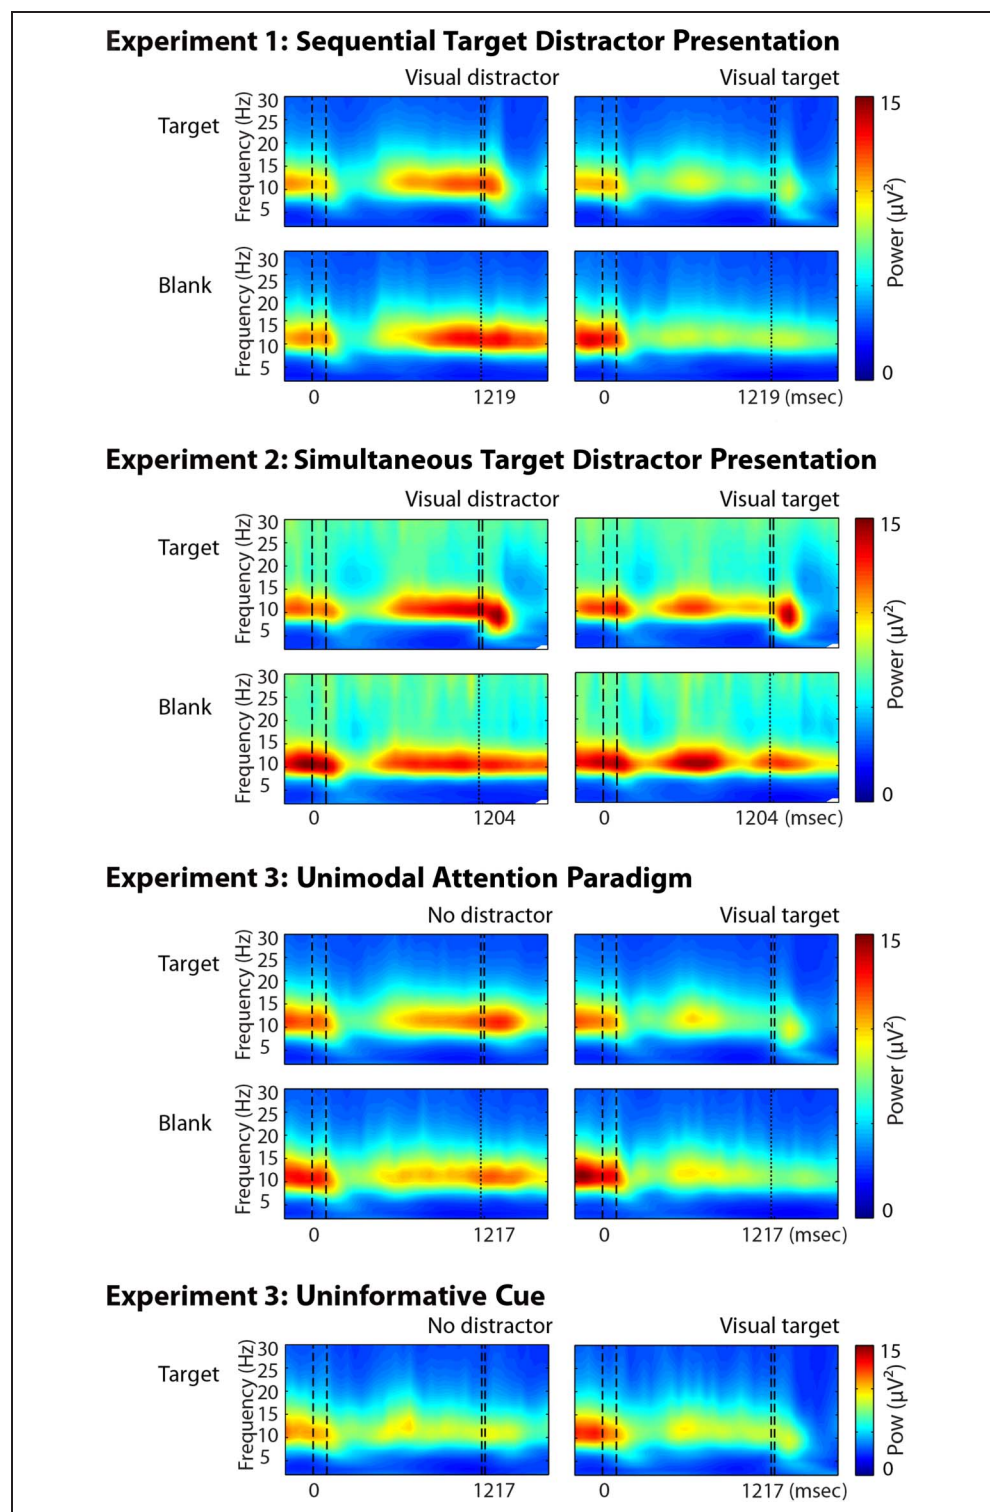 Experiment 1: Sequential Target Distractor Presentation
Visual distractor Visual target
Target
Frequency (Hz)
30
25
20
15
10
5
15
Power (µV²)
0
Blank
Frequency (Hz)
30
25
20
15
10
5
0 1219 0 1219 (msec)
Experiment 2: Simultaneous Target Distractor Presentation
Visual distractor Visual target
Target
Frequency (Hz)
30
25
20
15
10
5
15
Power (µV²)
0
Blank
Frequency (Hz)
30
25
20
15
10
5
0 1204 0 1204 (msec)
Experiment 3: Unimodal Attention Paradigm
No distractor Visual target
Target
Frequency (Hz)
30
25
20
15
10
5
15
Power (µV²)
0
Blank
Frequency (Hz)
30
25
20
15
10
5
0 1217 0 1217 (msec)
Experiment 3: Uninformative Cue
No distractor Visual target
Target
Frequency (Hz)
30
25
20
15
10
5
15
Pow (µV²)
0
0 1217 0 1217 (msec)